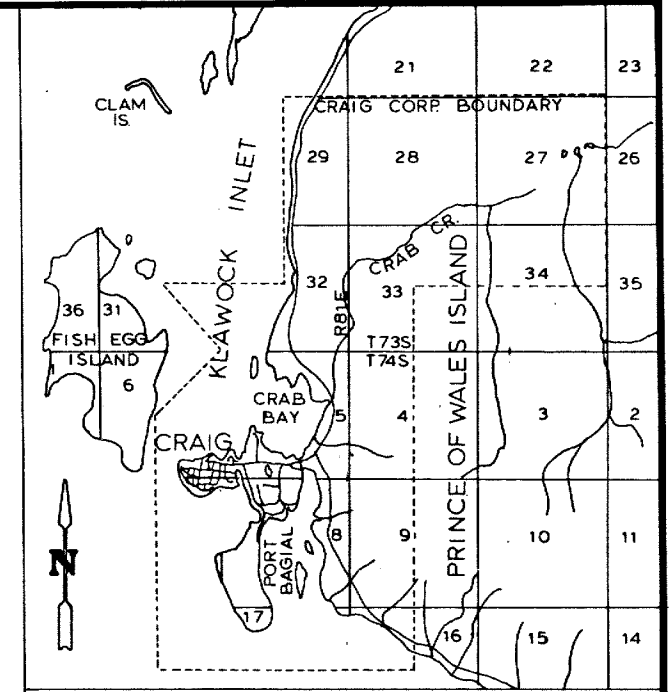 21 22 23
CLAM
IS.
CRAIG CORP. BOUNDARY
29 28 27 26
KLAWOCK INLET
CRAB CR.
32 33 34 35
R81E
36 31
FISH EGG
ISLAND
6
T73S
T74S
PRINCE OF WALES ISLAND
CRAB
BAY
5 4 3 2
CRAIG
N
PORT
BAGIAL
8 9 10 11
17 16 15 14